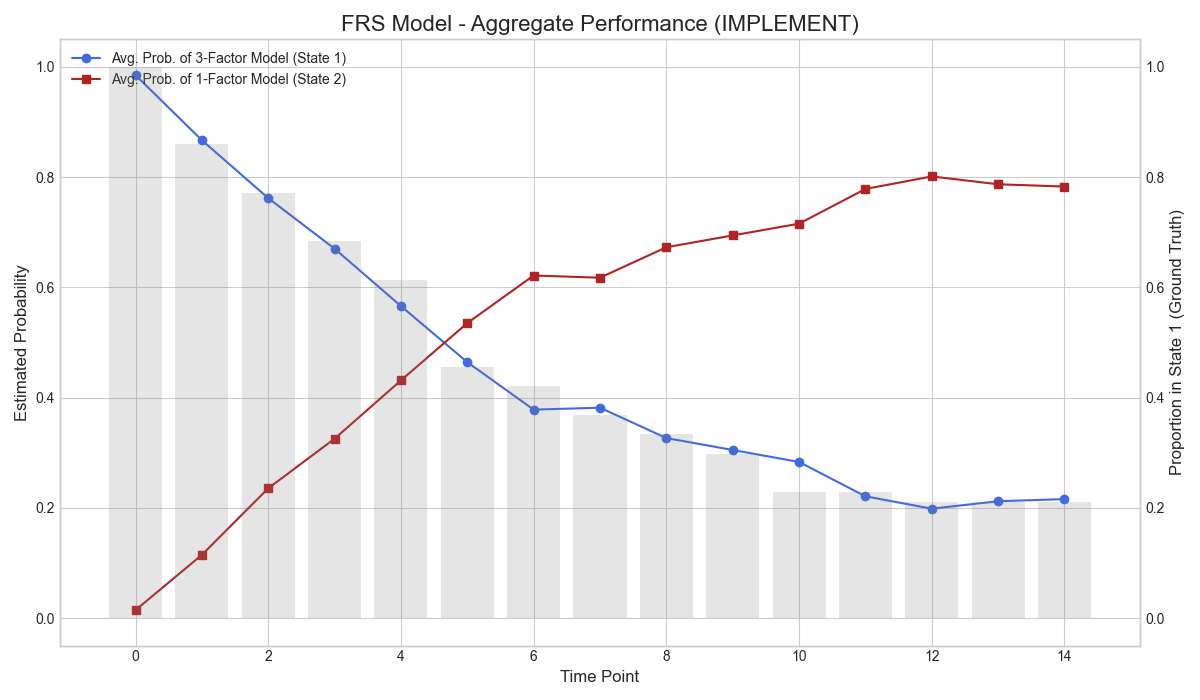 FRS Model - Aggregate Performance (IMPLEMENT)
Avg. Prob. of 3-Factor Model (State 1)
Avg. Prob. of 1-Factor Model (State 2)
Estimated Probability
1.0
0.8
0.6
0.4
0.2
0.0
1.0
0.8
0.6
0.4
0.2
0.0
Proportion in State 1 (Ground Truth)
0 2 4 6 8 10 12 14
Time Point